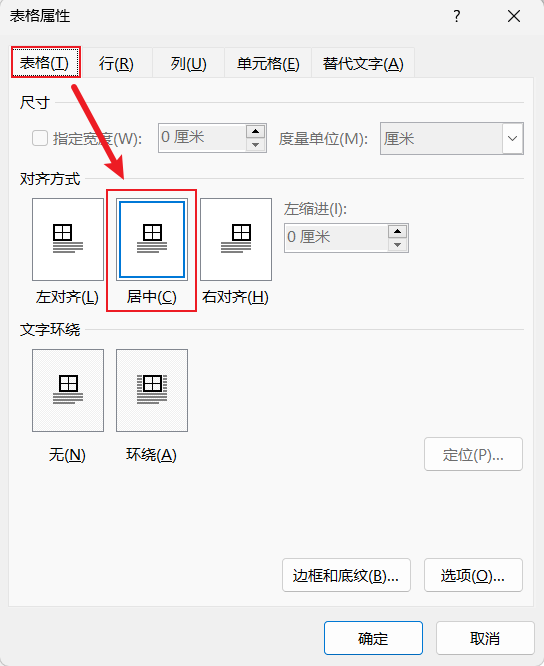 表格属性 ?
表格(T) 行(R) 列(U) 单元格(E) 替代文字(A)
尺寸
指定宽度(W): 0 厘米 度量单位(M): 厘米
对齐方式
左缩进(I):
0 厘米
左对齐(L) 居中(C) 右对齐(H)
文字环绕
无(N) 环绕(A) 定位(P)...
边框和底纹(B)... 选项(O)...
确定 取消